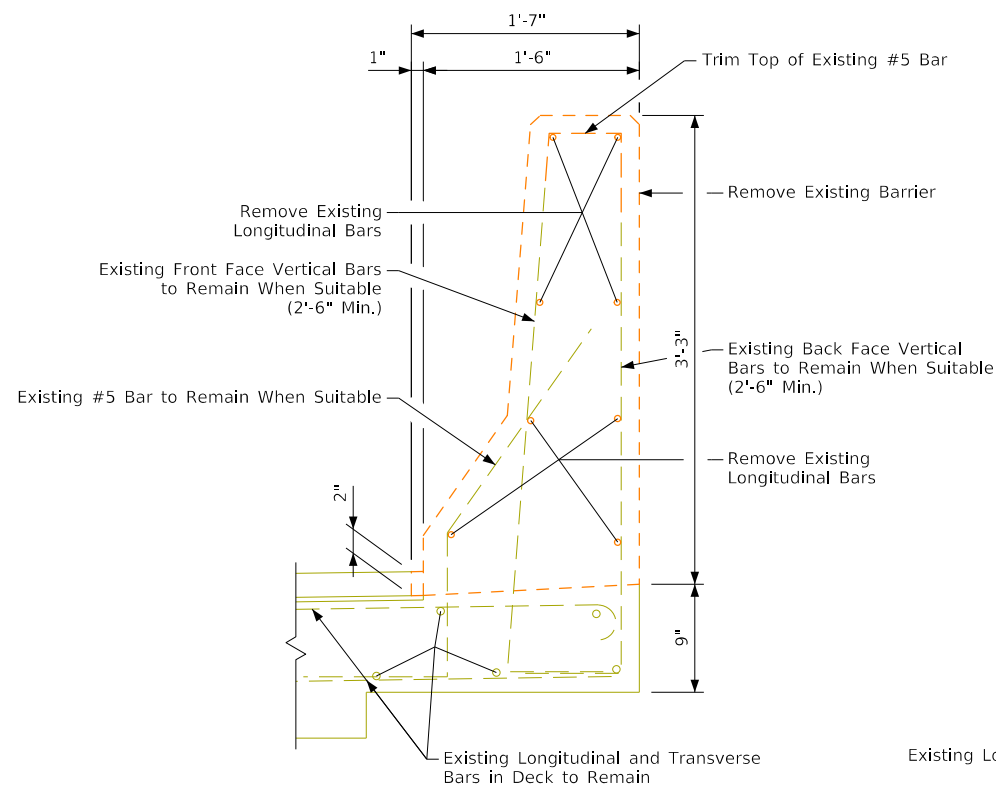 1'-7"
1"
1'-6"
Trim Top of Existing #5 Bar
Remove Existing Barrier
Remove Existing
Longitudinal Bars
Existing Front Face Vertical Bars
to Remain When Suitable
(2'-6" Min.)
3'-3"
Existing Back Face Vertical
Bars to Remain When Suitable
(2'-6" Min.)
Existing #5 Bar to Remain When Suitable
Remove Existing
Longitudinal Bars
2"
9"
Existing Longitudinal and Transverse
Bars in Deck to Remain
Existing